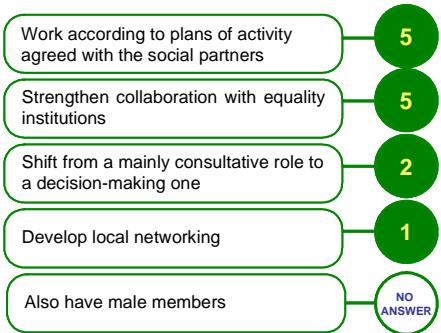 Work according to plans of activity
agreed with the social partners
5
Strengthen collaboration with equality
institutions
5
Shift from a mainly consultative role to
a decision-making one
2
Develop local networking
1
Also have male members
NO
ANSWER